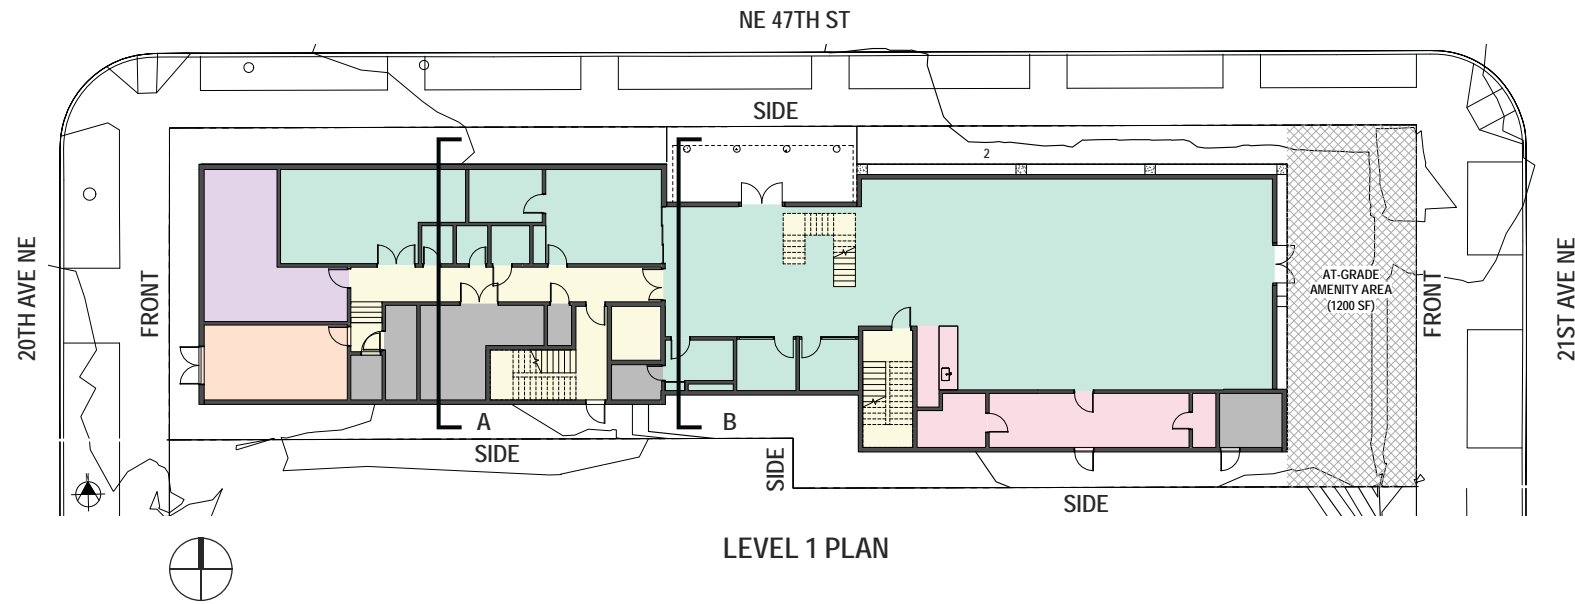 NE 47TH ST
SIDE
2
20TH AVE NE
FRONT
AT-GRADE
AMENITY AREA
(1200 SF)
FRONT
21ST AVE NE
A
B
SIDE
SIDE
SIDE
LEVEL 1 PLAN